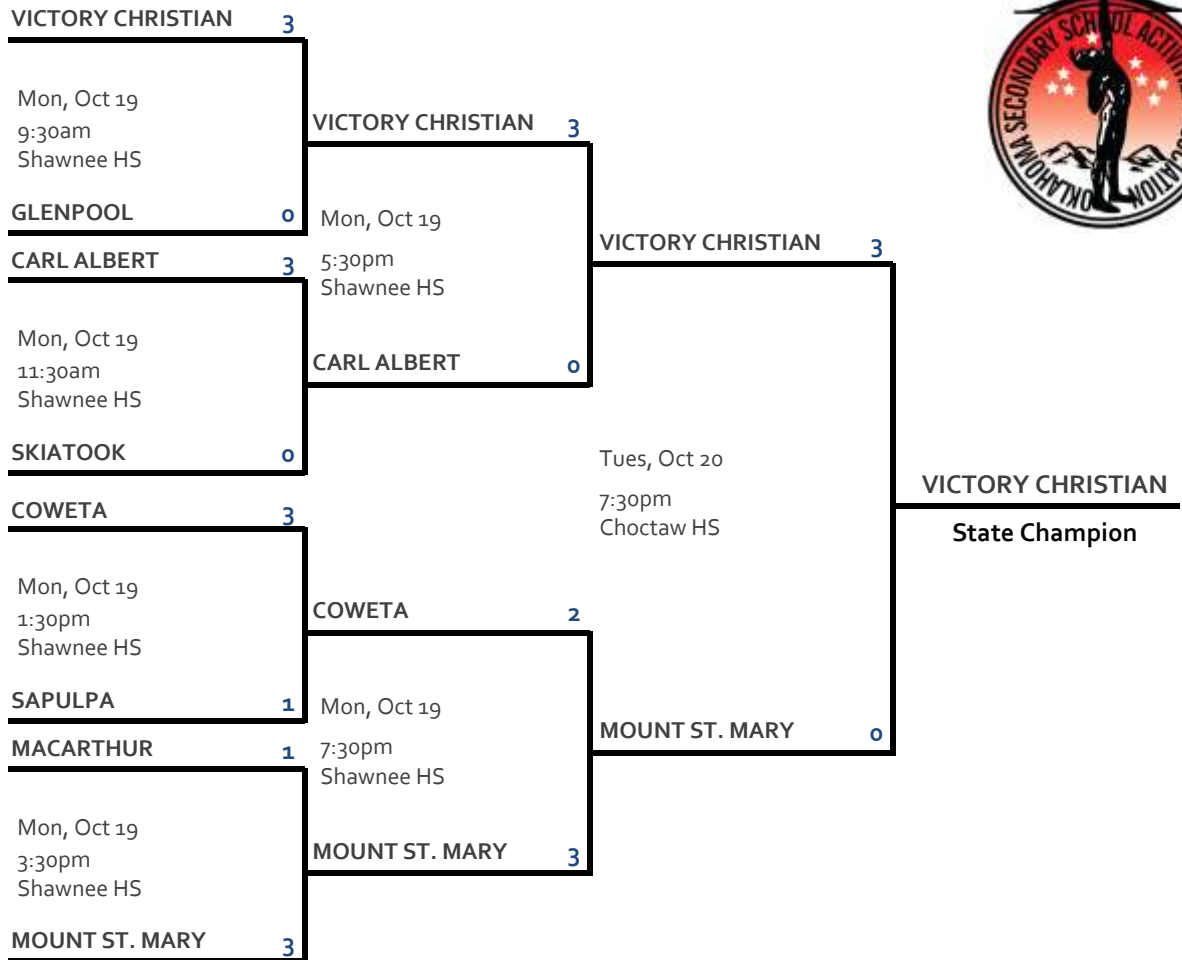 VICTORY CHRISTIAN 3
Mon, Oct 19
9:30am
Shawnee HS
GLENPOOL 0
CARL ALBERT 3
Mon, Oct 19
11:30am
Shawnee HS
SKIATOOK 0
COWETA 3
Mon, Oct 19
1:30pm
Shawnee HS
SAPULPA 1
MACARTHUR 1
Mon, Oct 19
3:30pm
Shawnee HS
MOUNT ST. MARY 3
VICTORY CHRISTIAN 3
Mon, Oct 19
5:30pm
Shawnee HS
CARL ALBERT 0
COWETA 2
Mon, Oct 19
7:30pm
Shawnee HS
MOUNT ST. MARY 3
VICTORY CHRISTIAN 3
Tues, Oct 20
7:30pm
Choctaw HS
MOUNT ST. MARY 0
VICTORY CHRISTIAN
State Champion
OKLAHOMA SECONDARY SCHOOL